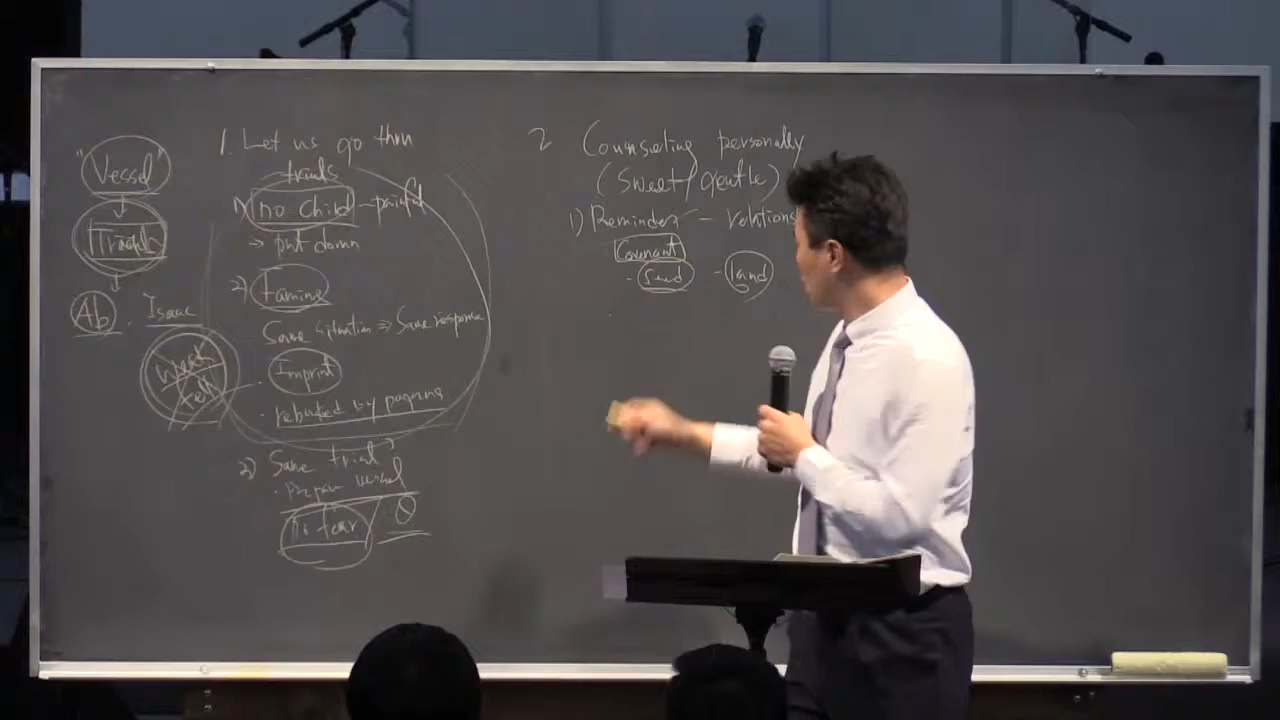 "Vessel"
Ab. Isaac
1. Let us go thru
trials
1) no child - painful
→ put down
2) Famine
Same situation ⇒ Same response
Imprint
· rebuked by pagans
2) Same trial?
· Prepare vessel
no fear
2 Counseling personally
(Sweet/gentle)
1) Reminder - relations
Covenant
- Seed - land